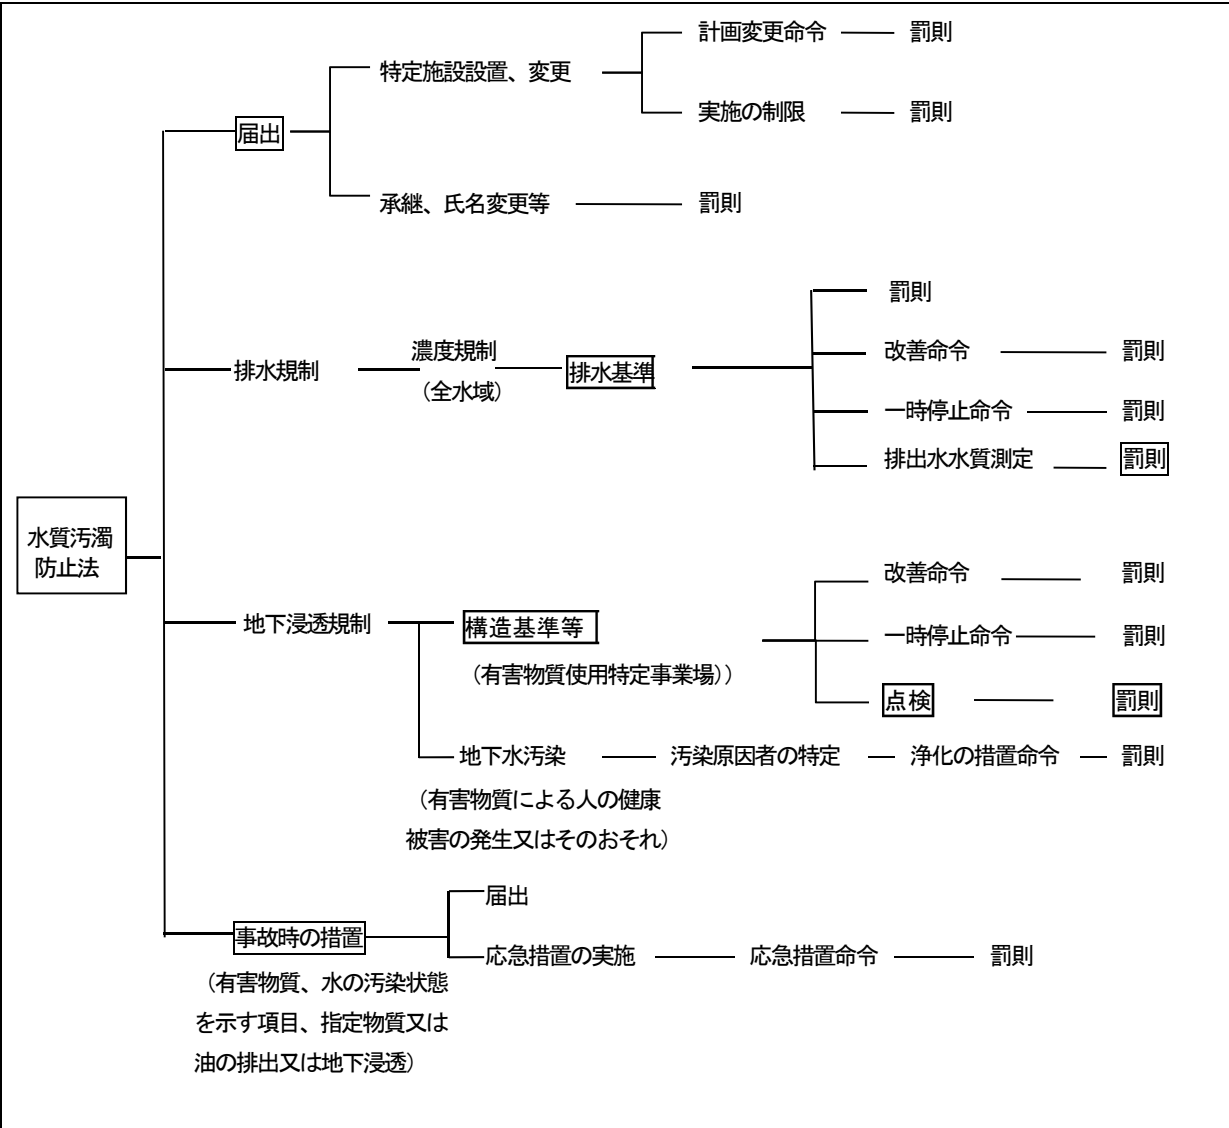 計画変更命令 罰則
特定施設設置、変更
実施の制限 罰則
届出
承継、氏名変更等 罰則
罰則
濃度規制
改善命令 罰則
排水規制
排水基準
（全水域）
一時停止命令 罰則
排出水水質測定 罰則
水質汚濁
防止法
改善命令 罰則
地下浸透規制
構造基準等
一時停止命令 罰則
（有害物質使用特定事業場））
点検 罰則
地下水汚染 汚染原因者の特定 浄化の措置命令 罰則
（有害物質による人の健康
被害の発生又はそのおそれ）
届出
事故時の措置
応急措置の実施 応急措置命令 罰則
（有害物質、水の汚染状態
を示す項目、指定物質又は
油の排出又は地下浸透）